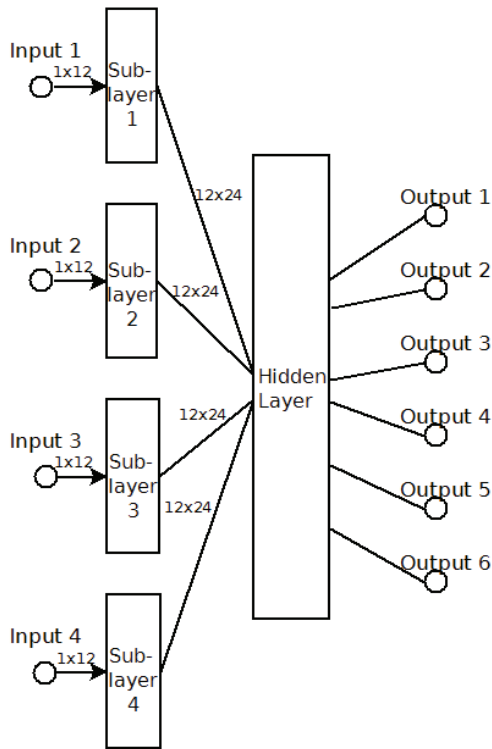 Input 1
1x12
Sub-
layer
1
12x24
Input 2
1x12
Sub-
layer
2
12x24
Input 3
1x12
Sub-
layer
3
12x24
Input 4
1x12
Sub-
layer
4
12x24
Hidden
Layer
Output 1
Output 2
Output 3
Output 4
Output 5
Output 6